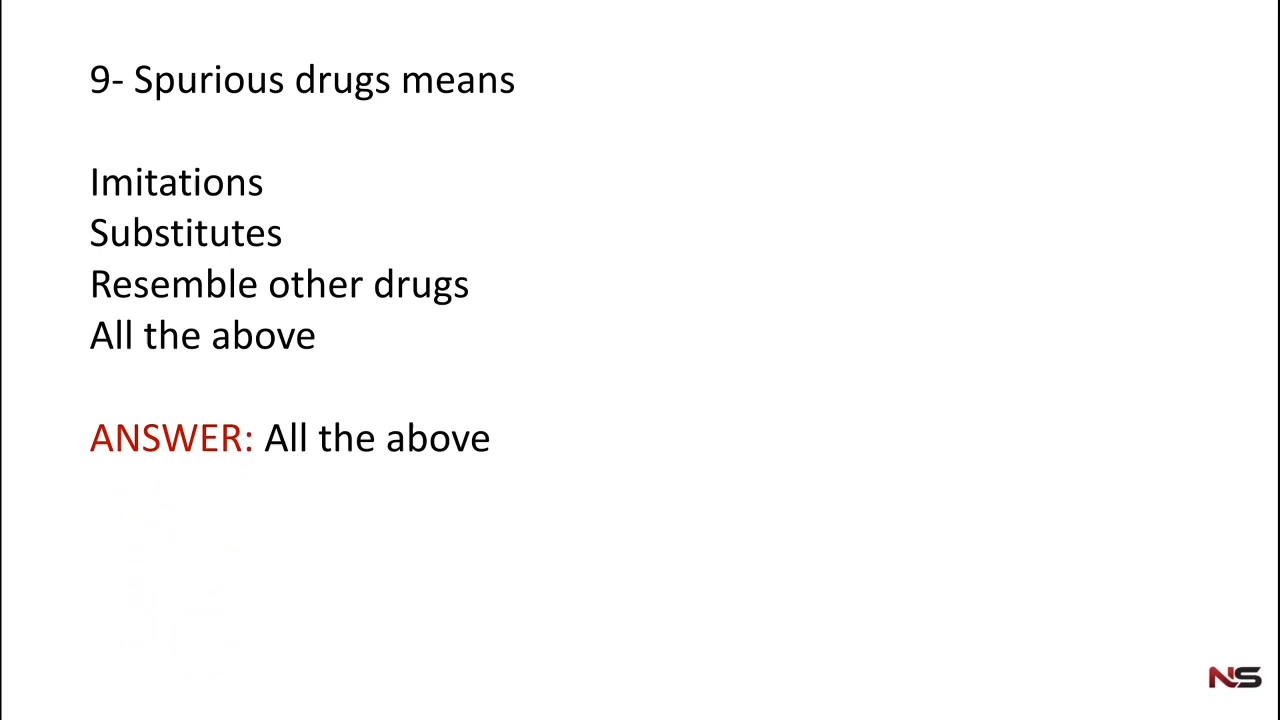 9- Spurious drugs means
Imitations
Substitutes
Resemble other drugs
All the above
ANSWER: All the above
NS